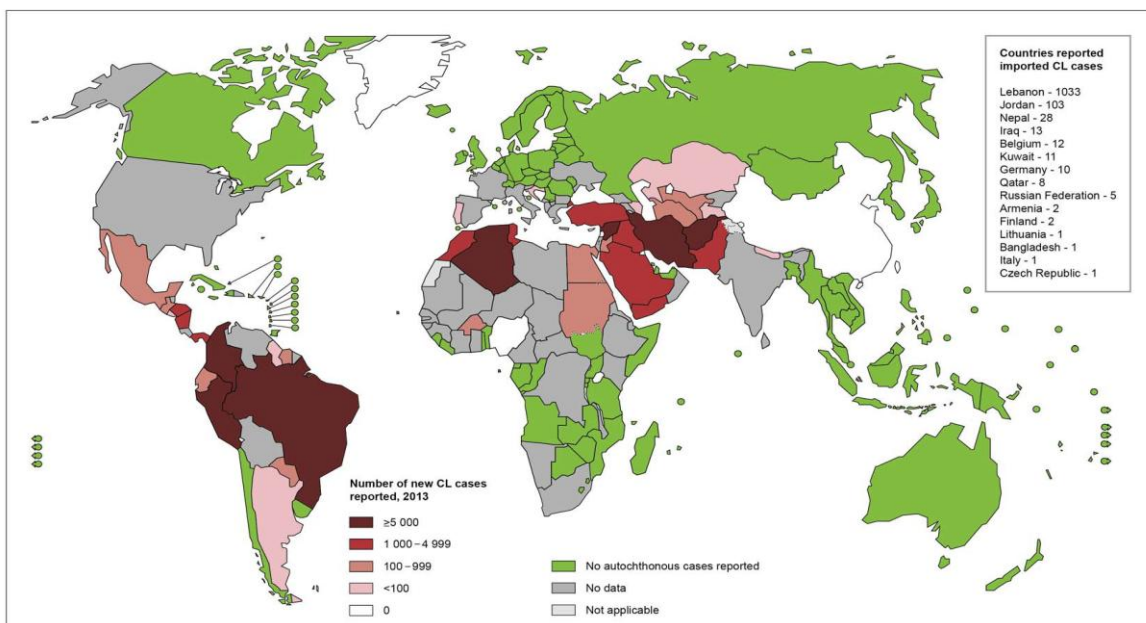 Countries reported
imported CL cases
Lebanon - 1033
Jordan - 103
Nepal - 28
Iraq - 13
Belgium - 12
Kuwait - 11
Germany - 10
Qatar - 8
Russian Federation - 5
Armenia - 2
Finland - 2
Lithuania - 1
Bangladesh - 1
Italy - 1
Czech Republic - 1
Number of new CL cases
reported, 2013
≥5 000
1 000–4 999
100–999
<100
0
No autochthonous cases reported
No data
Not applicable